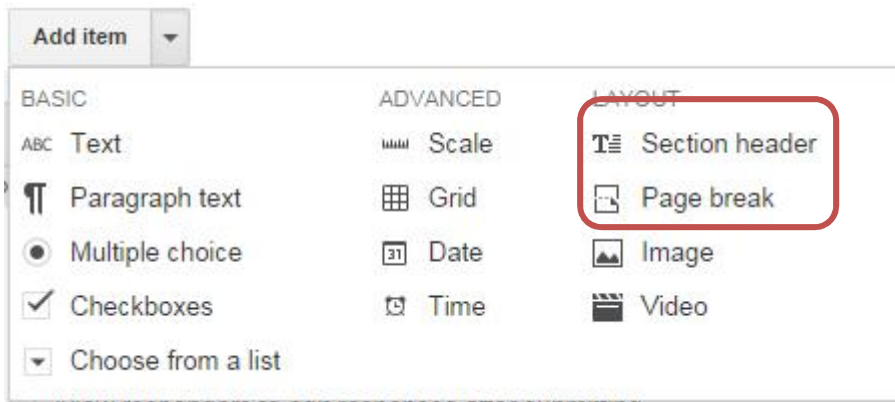 Add item
BASIC ADVANCED LAYOUT
ABC Text Scale Section header
Paragraph text Grid Page break
Multiple choice 31 Date Image
Checkboxes Time Video
Choose from a list